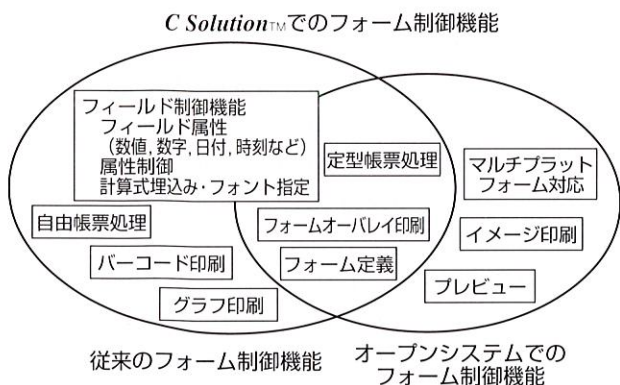 C Solution™でのフォーム制御機能
フィールド制御機能
フィールド属性
(数値,数字,日付,時刻など)
属性制御
計算式埋込み・フォント指定
定型帳票処理
マルチプラット
フォーム対応
自由帳票処理
フォームオーバレイ印刷
イメージ印刷
バーコード印刷
フォーム定義
プレビュー
グラフ印刷
従来のフォーム制御機能
オープンシステムでの
フォーム制御機能